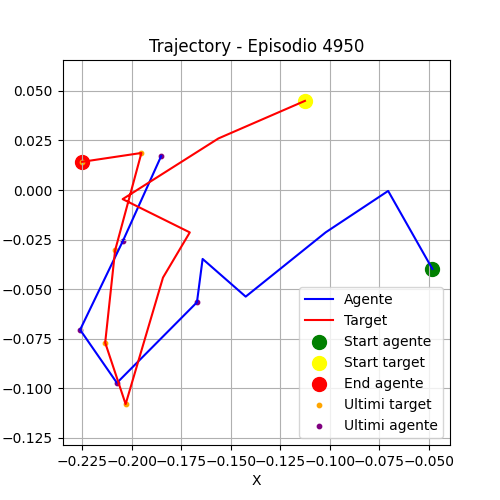 Trajectory - Episodio 4950
0.050
0.025
0.000
−0.025
−0.050
−0.075
−0.100
−0.125
Agente
Target
Start agente
Start target
End agente
Ultimi target
Ultimi agente
−0.225−0.200−0.175−0.150−0.125−0.100−0.075−0.050
X